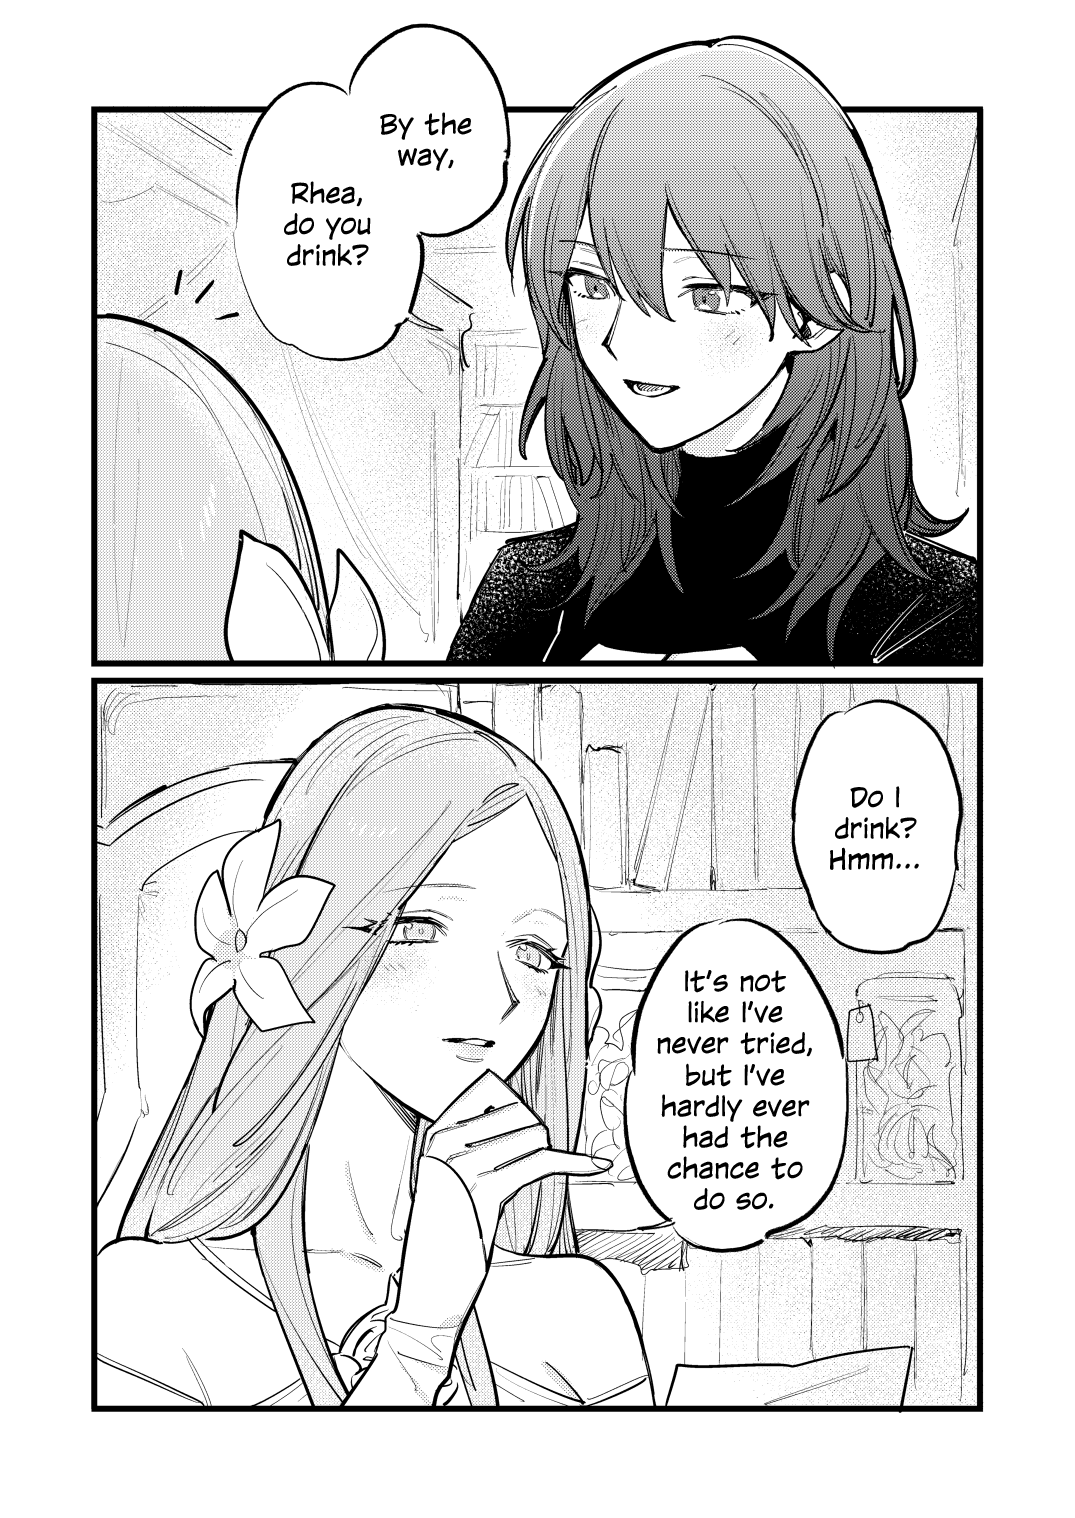 By the
way,
Rhea,
do you
drink?
Do I
drink?
Hmm...
It's not
like I've
never tried,
but I've
hardly ever
had the
chance to
do so.